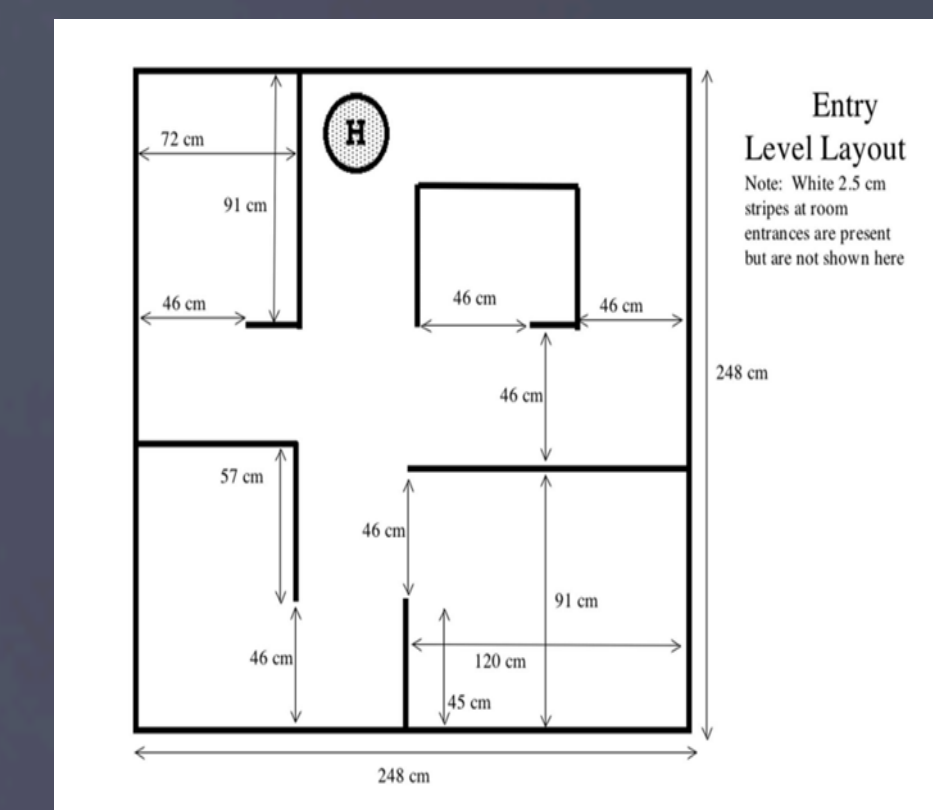 Entry
Level Layout
Note: White 2.5 cm
stripes at room
entrances are present
but are not shown here
H
72 cm
91 cm
46 cm
46 cm
46 cm
248 cm
46 cm
57 cm
46 cm
91 cm
46 cm
120 cm
45 cm
248 cm